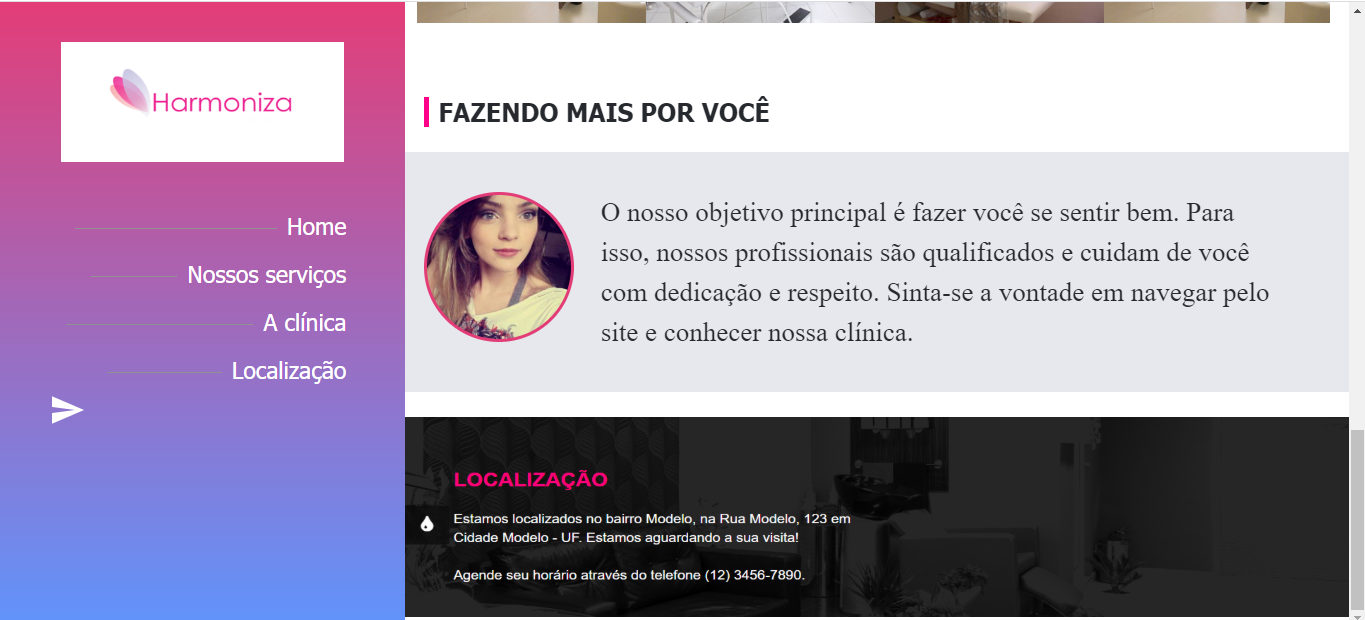 Harmoniza
Home
Nossos serviços
A clínica
Localização
FAZENDO MAIS POR VOCÊ
O nosso objetivo principal é fazer você se sentir bem. Para
isso, nossos profissionais são qualificados e cuidam de você
com dedicação e respeito. Sinta-se a vontade em navegar pelo
site e conhecer nossa clínica.
LOCALIZAÇÃO
Estamos localizados no bairro Modelo, na Rua Modelo, 123 em
Cidade Modelo - UF. Estamos aguardando a sua visita!
Agende seu horário através do telefone (12) 3456-7890.